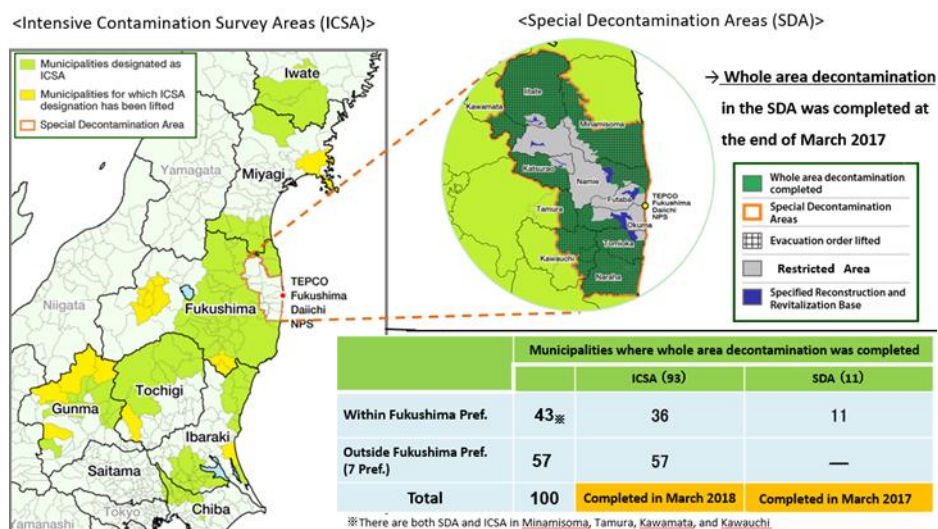 <Intensive Contamination Survey Areas (ICSA)>
<Special Decontamination Areas (SDA)>
Municipalities designated as
ICSA
Municipalities for which ICSA
designation has been lifted
Special Decontamination Area
Iwate
Yamagata
Miyagi
Niigata
Fukushima
TEPCO
Fukushima
Daiichi
NPS
Gunma
Tochigi
Ibaraki
Saitama
Tokyo
Chiba
Yamanashi
Iitate
Kawamata
Minamisoma
Katsurao
Namie
Futaba
Tamura
Okuma
Tomioka
Kawauchi
Naraha
TEPCO
Fukushima
Daiichi
NPS
→ Whole area decontamination
in the SDA was completed at
the end of March 2017
Whole area decontamination
completed
Special Decontamination
Areas
Evacuation order lifted
Restricted Area
Specified Reconstruction and
Revitalization Base
Municipalities where whole area decontamination was completed
ICSA (93) SDA (11)
Within Fukushima Pref. 43※ 36 11
Outside Fukushima Pref.
(7 Pref.) 57 57 —
Total 100 Completed in March 2018 Completed in March 2017
※There are both SDA and ICSA in Minamisoma, Tamura, Kawamata, and Kawauchi